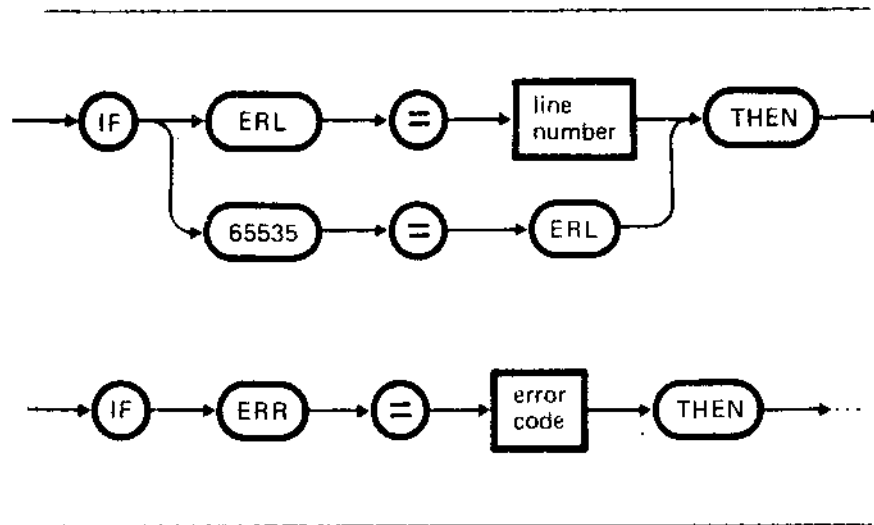 IF ERL = line number THEN
65535 = ERL
IF ERR = error code THEN ...